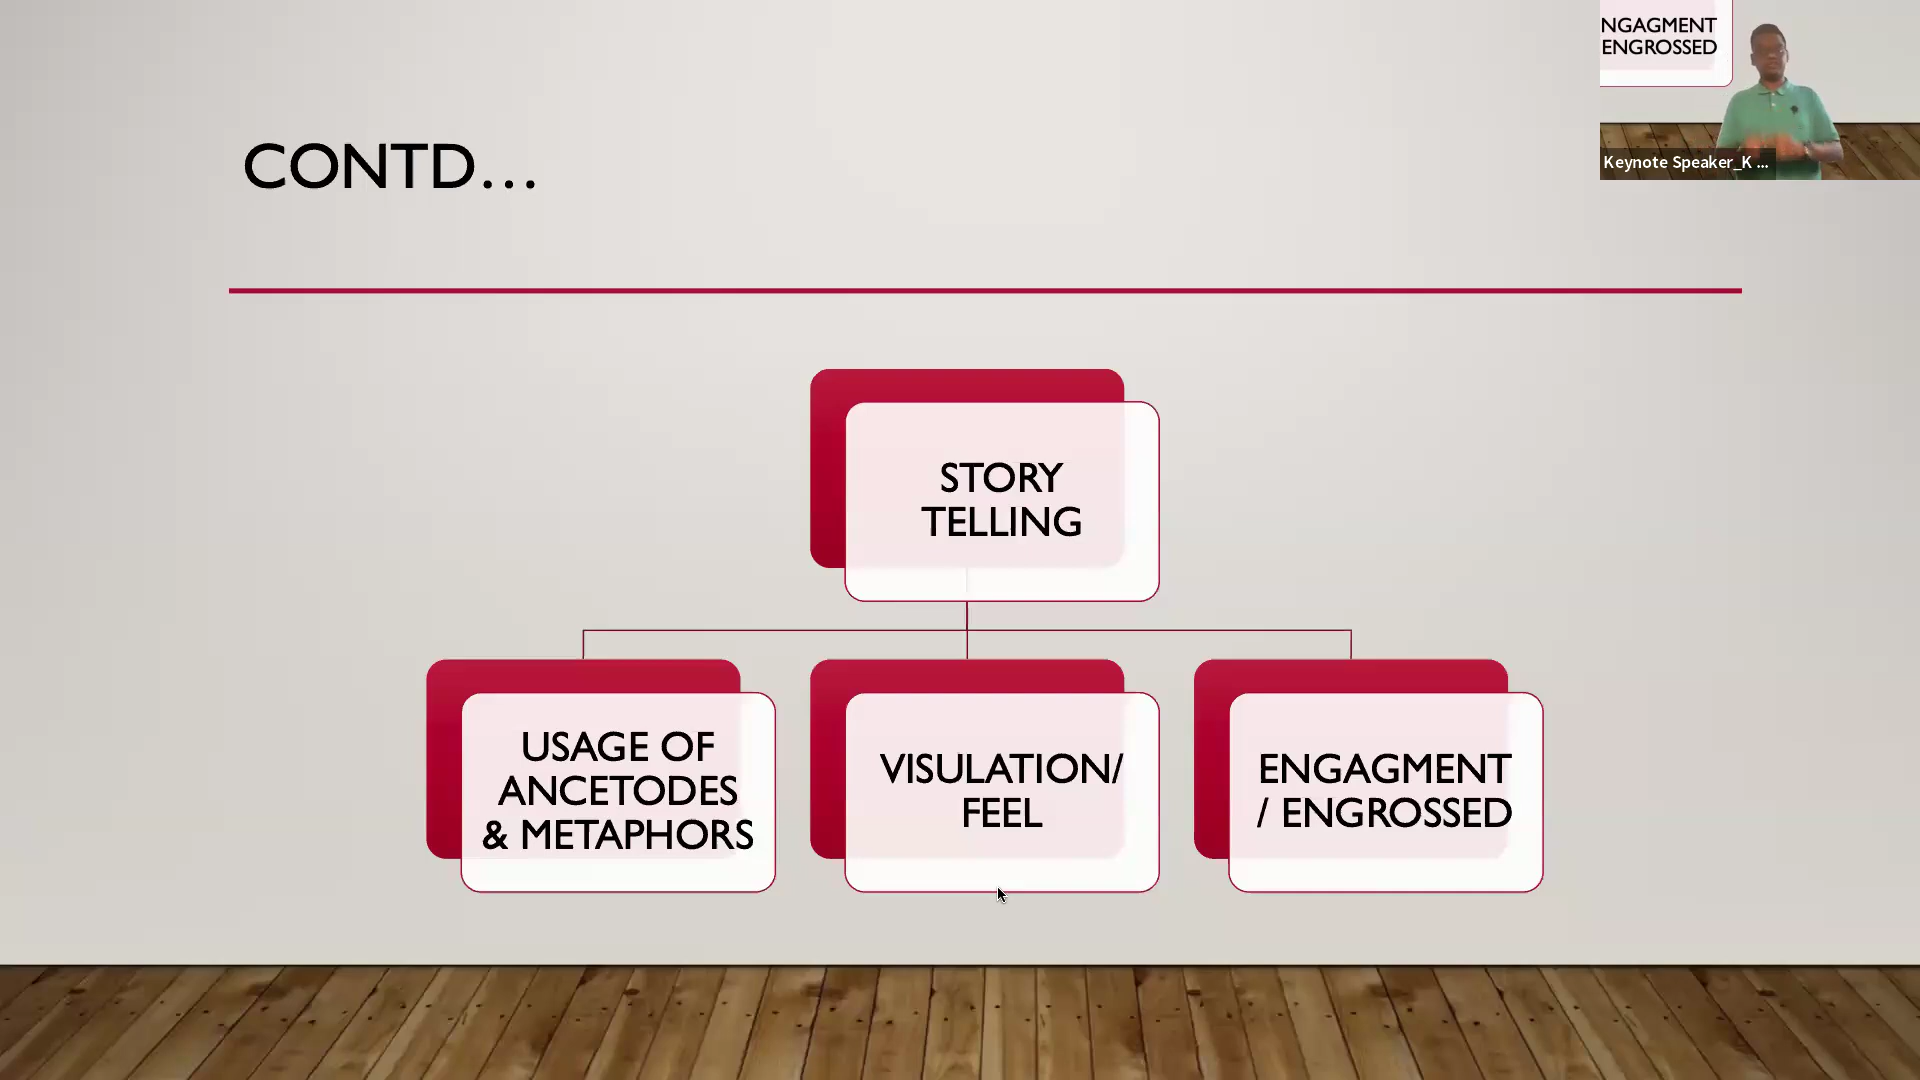 NGAGMENT
ENGROSSED
Keynote Speaker_K ...
CONTD...
STORY
TELLING
USAGE OF
ANCETODES
& METAPHORS
VISULATION/
FEEL
ENGAGMENT
/ ENGROSSED